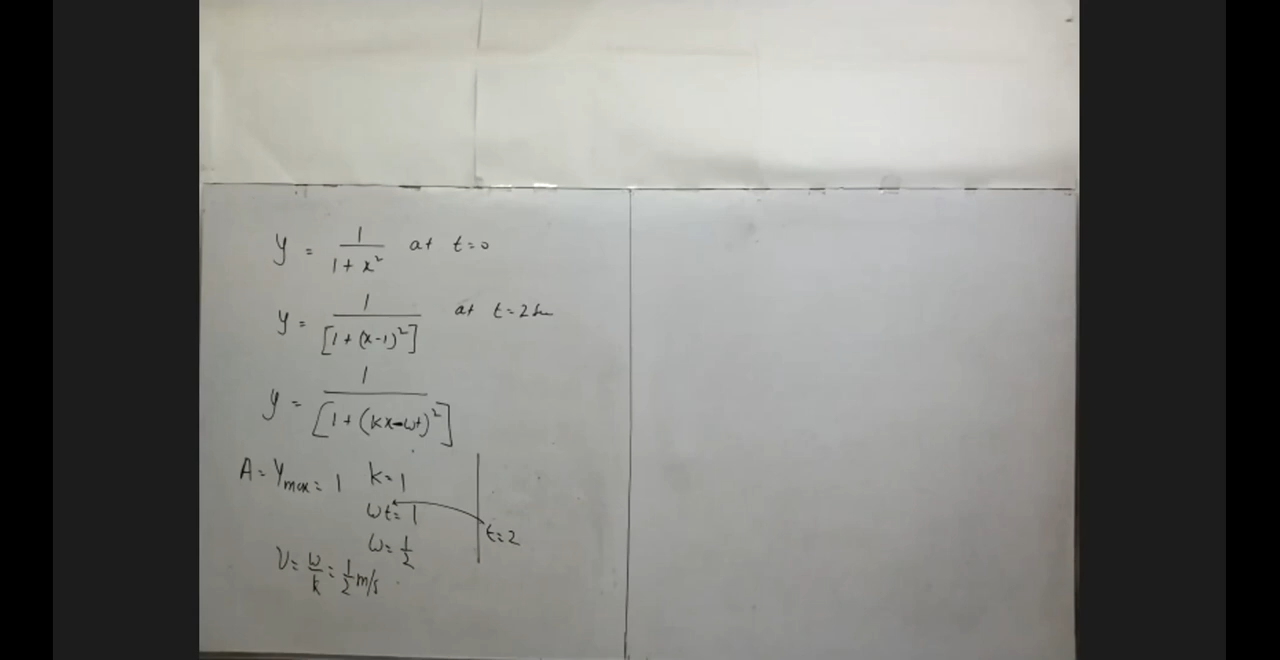 y = 1/(1 + x²) at t=0
y = 1/[1 + (x-1)²] at t=2 sec
y = 1/[1 + (kx-ωt)²]
A = Ymax = 1 k=1
ωt=1
t=2
ω=1/2
V= ω/k = 1/2 m/s